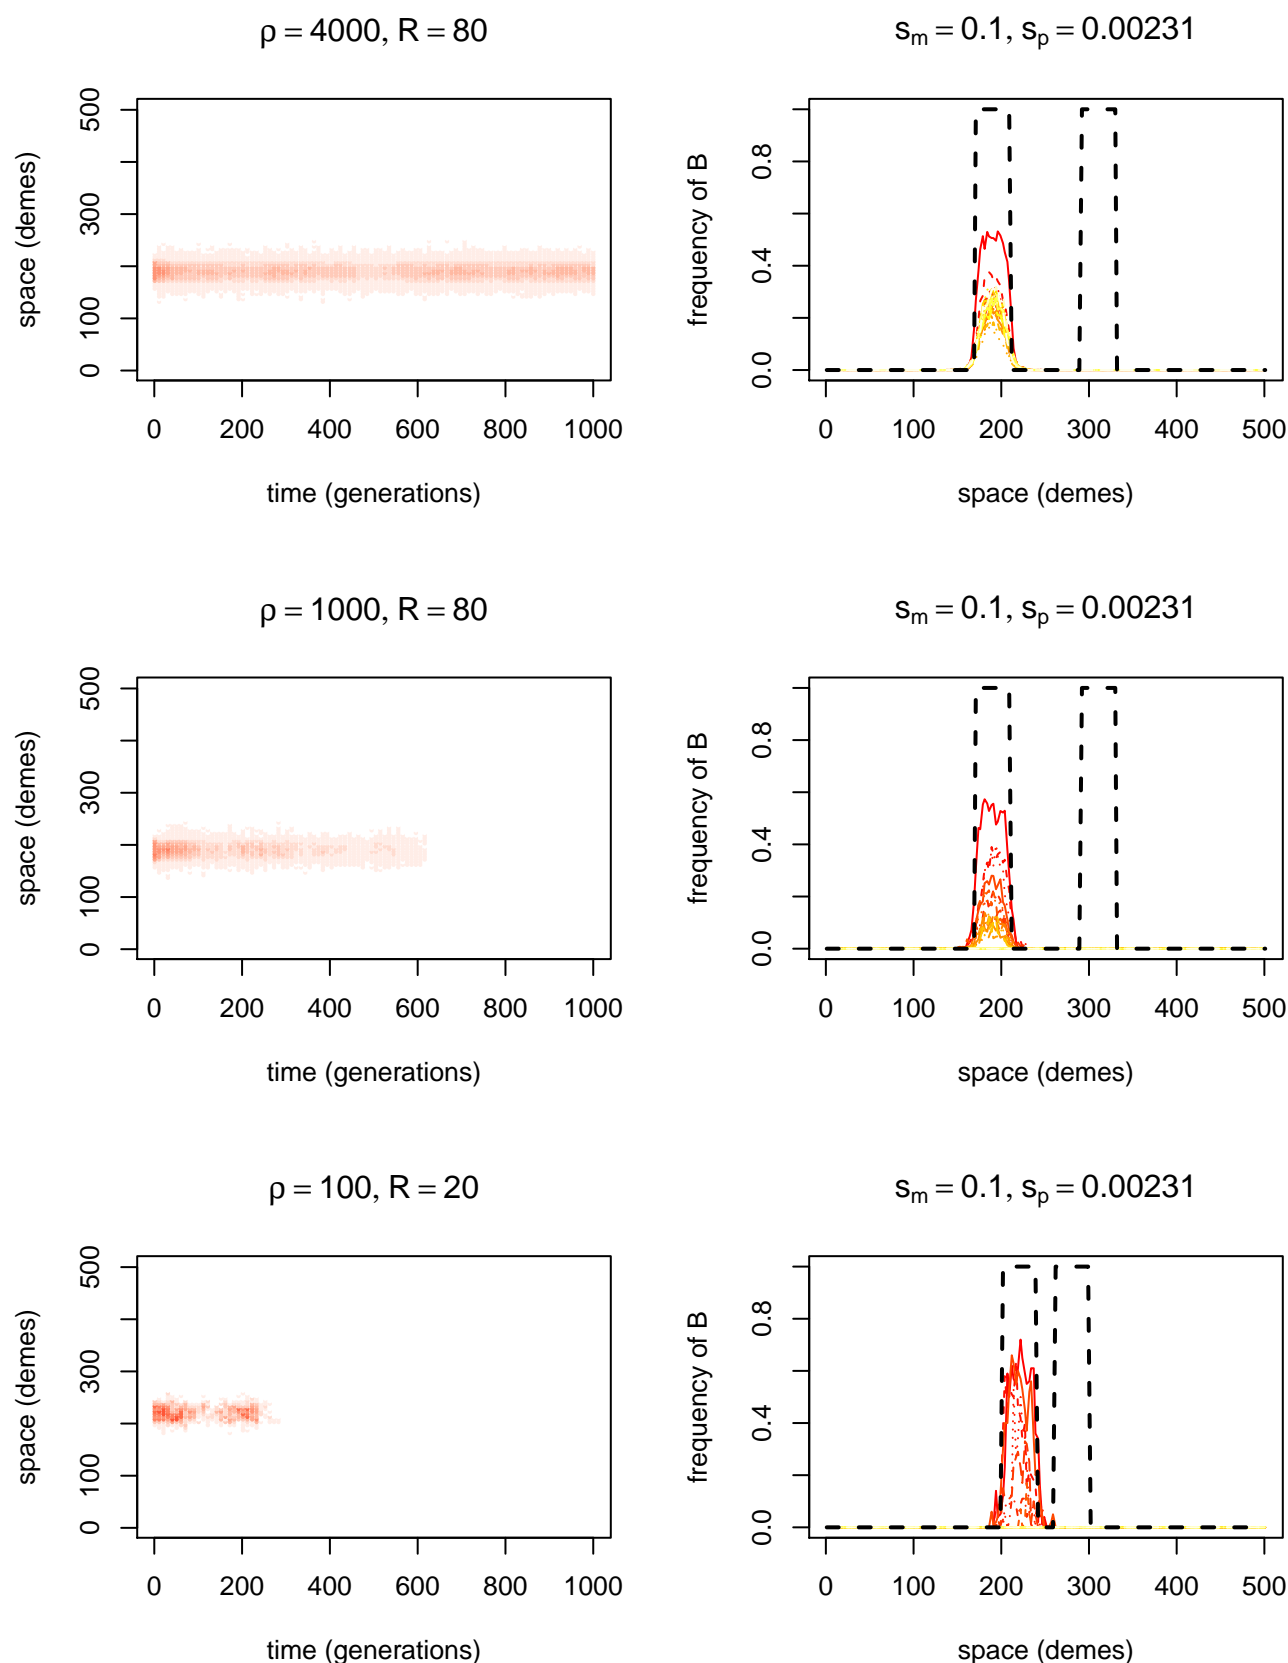 ρ = 4000, R = 80
500
300
100
0
space (demes)
0 200 400 600 800 1000
time (generations)
s_m = 0.1, s_p = 0.00231
0.8
0.4
0.0
frequency of B
0 100 200 300 400 500
space (demes)
ρ = 1000, R = 80
500
300
100
0
space (demes)
0 200 400 600 800 1000
time (generations)
s_m = 0.1, s_p = 0.00231
0.8
0.4
0.0
frequency of B
0 100 200 300 400 500
space (demes)
ρ = 100, R = 20
500
300
100
0
space (demes)
0 200 400 600 800 1000
time (generations)
s_m = 0.1, s_p = 0.00231
0.8
0.4
0.0
frequency of B
0 100 200 300 400 500
space (demes)